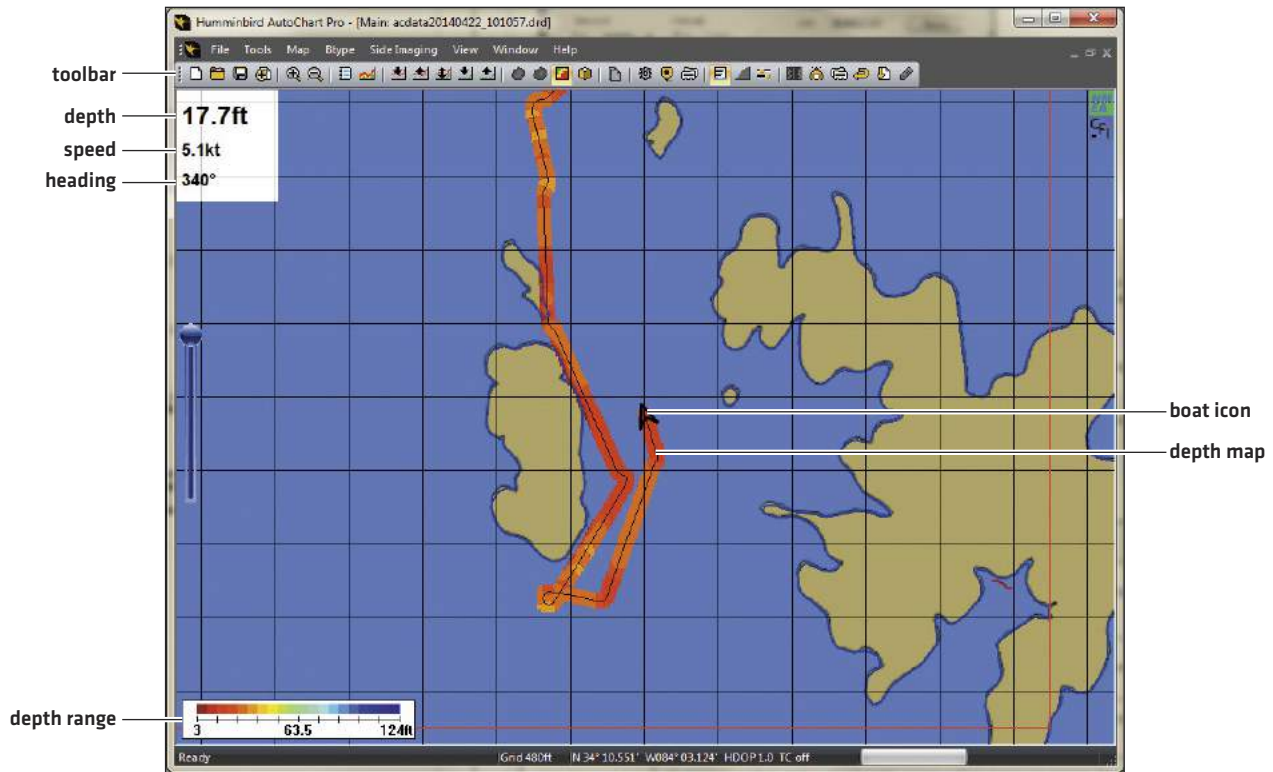 Humminbird AutoChart Pro - [Main: acdata20140422_101057.drd]
File Tools Map Btype Side Imaging View Window Help
toolbar
depth
17.7ft
speed
5.1kt
heading
340°
boat icon
depth map
depth range
3 63.5 124ft
Ready Grid 480ft N 34° 10.551' W084° 03.124' HDOP 1.0 TC off